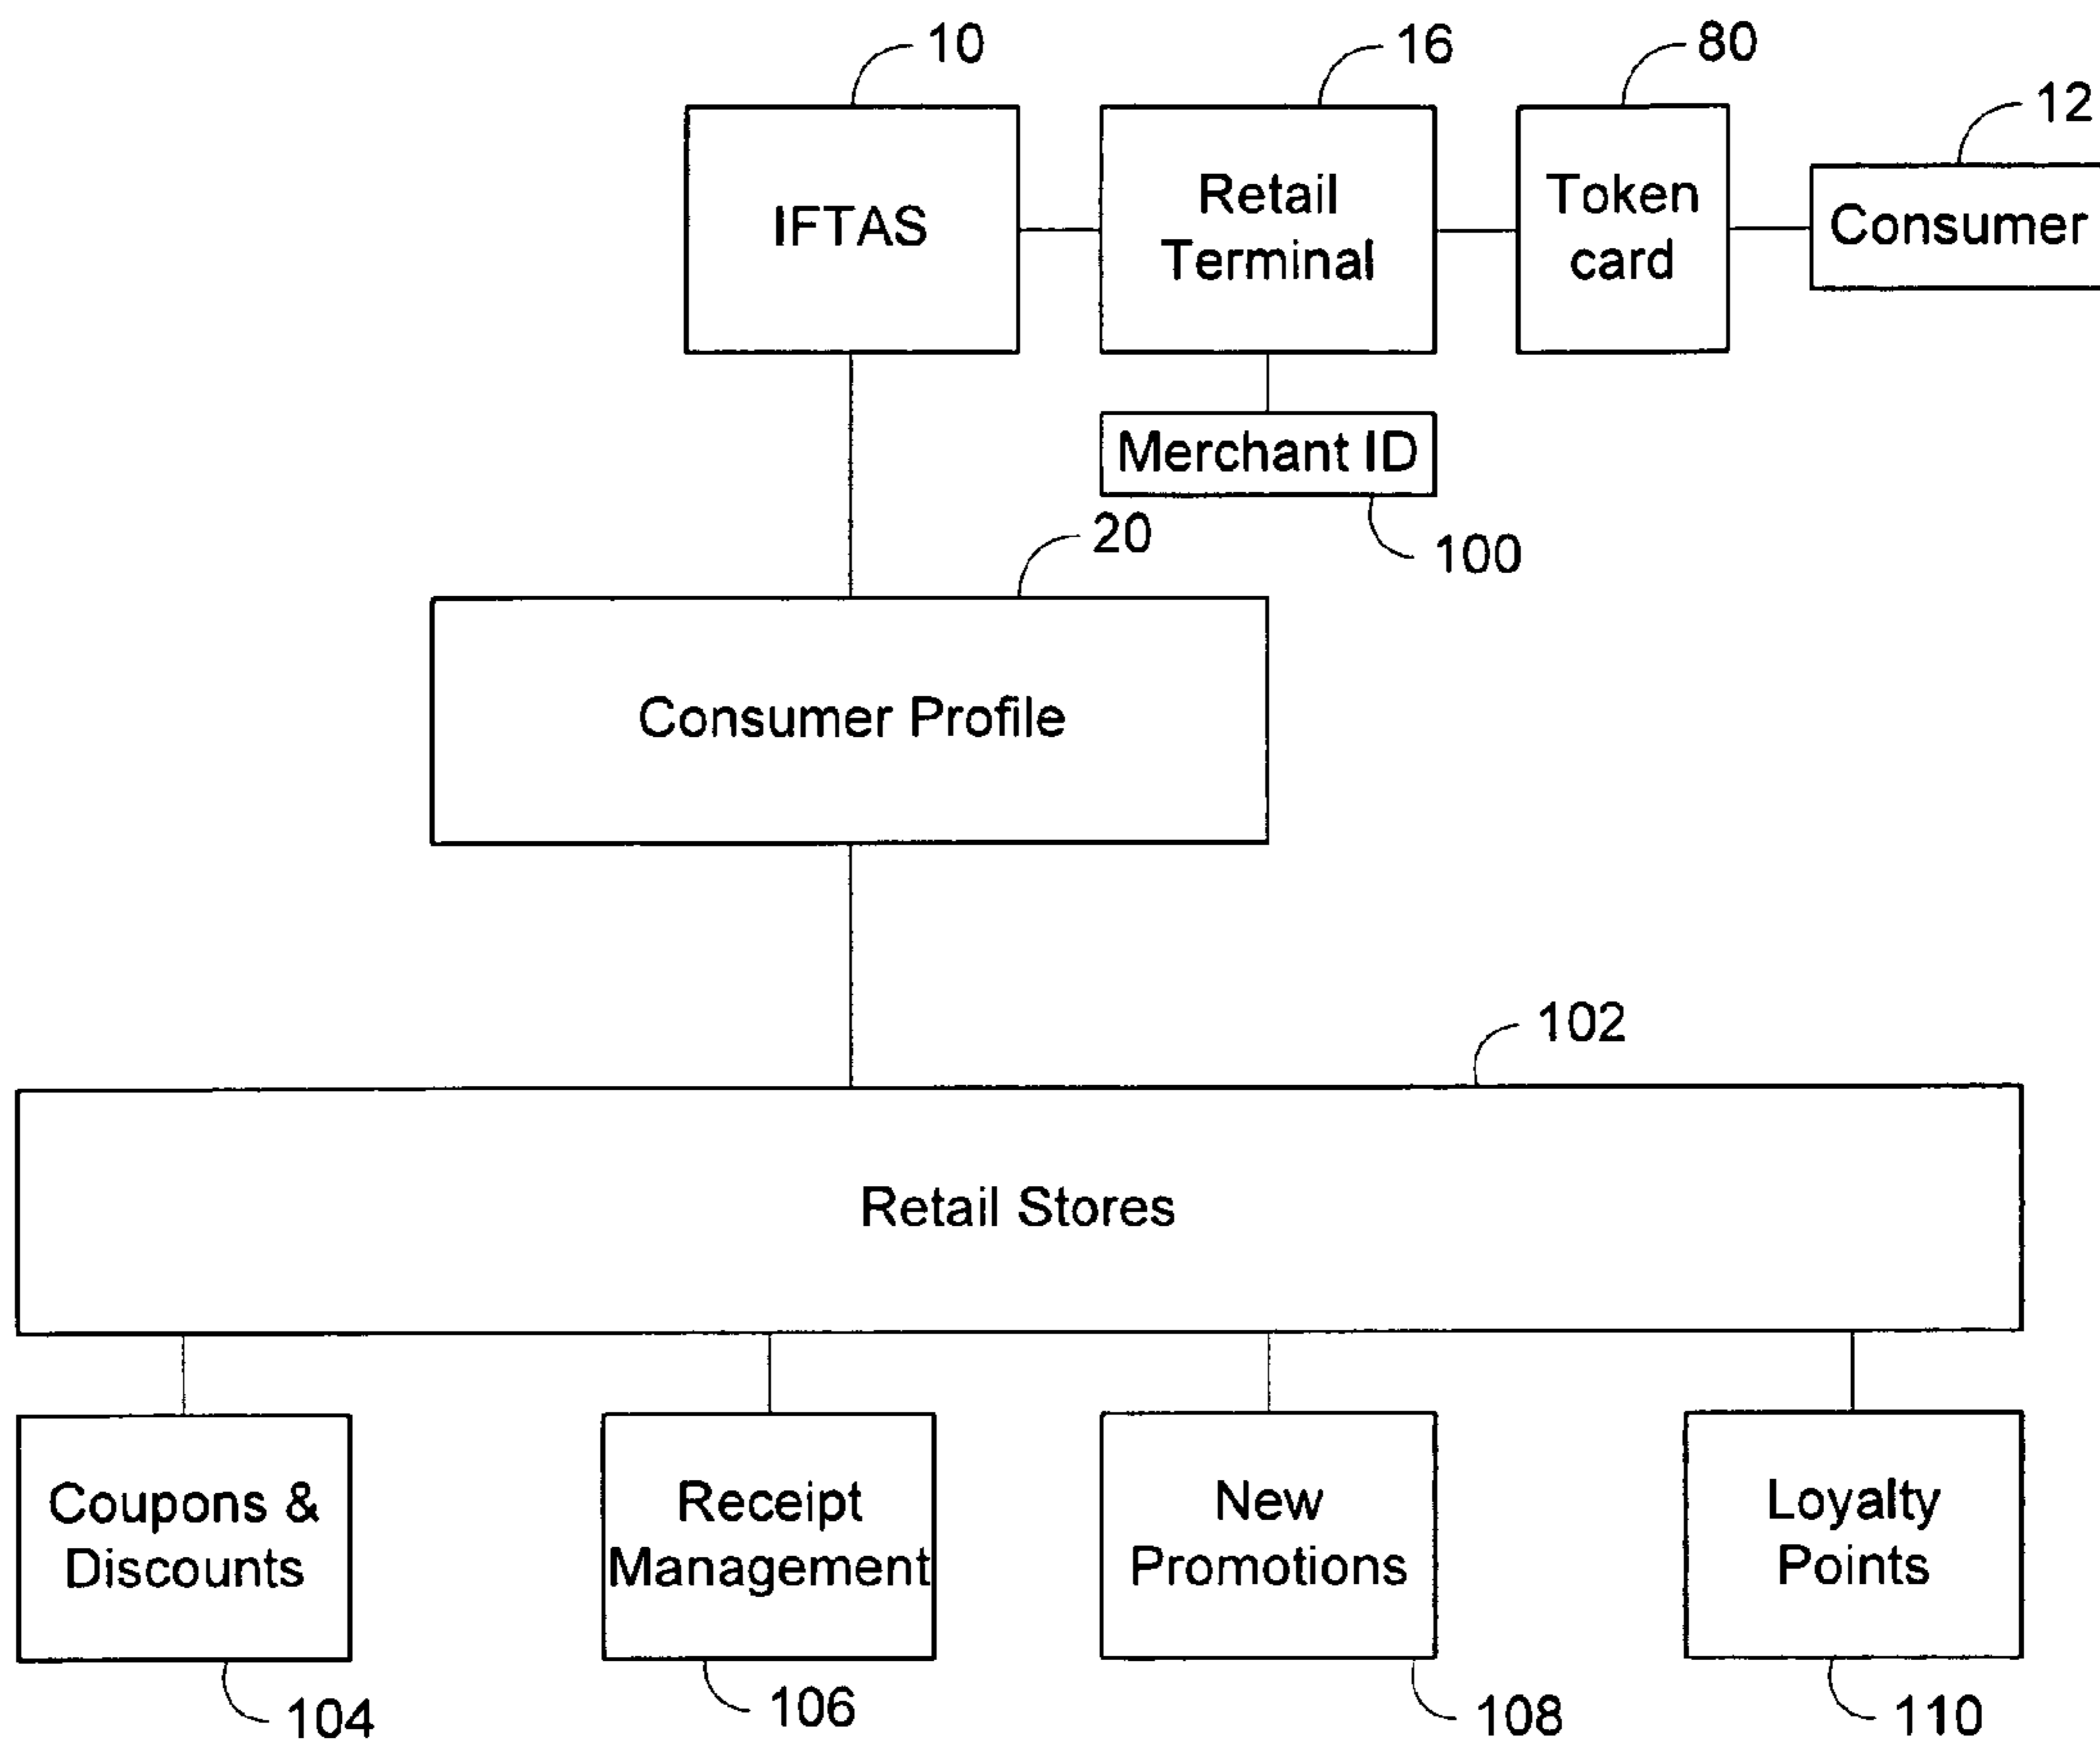 10
16
80
12
IFTAS
Retail
Terminal
Token
card
Consumer
Merchant ID
20
100
Consumer Profile
102
Retail Stores
Coupons &
Discounts
Receipt
Management
New
Promotions
Loyalty
Points
104
106
108
110